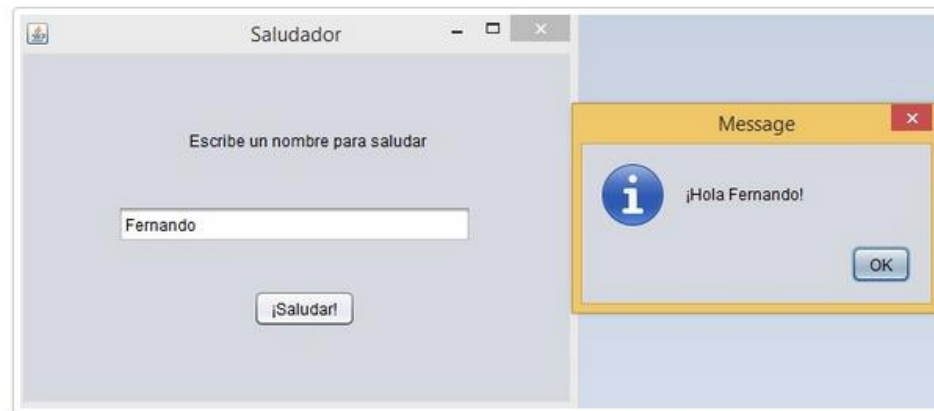 Saludador
Escribe un nombre para saludar
Fernando
¡Saludar!
Message
¡Hola Fernando!
OK